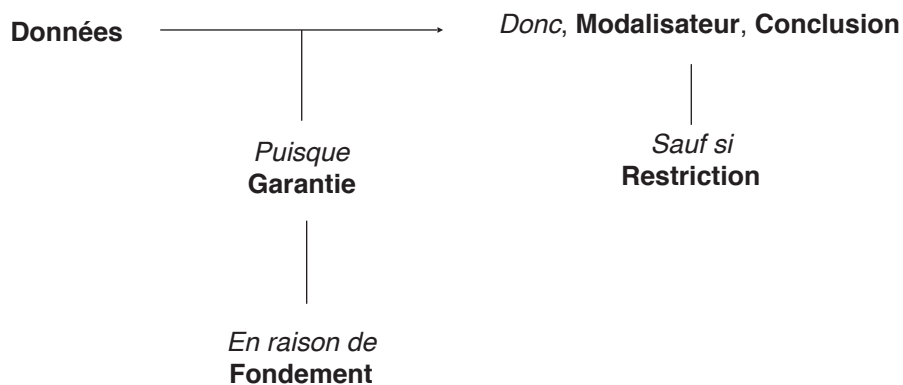 Données
Donc, Modalisateur, Conclusion
Puisque
Garantie
Sauf si
Restriction
En raison de
Fondement